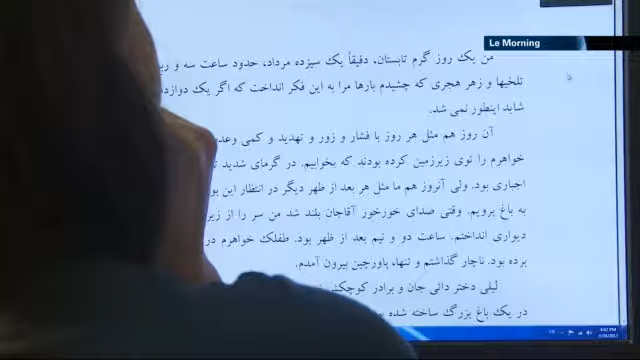 Le Morning
من یک روز گرم تابستان، دقیقاً یک سیزده مرداد، حدود ساعت سه و
تلخیها و زهر هجری که چشیدم بارها مرا به این فکر انداخت که اگر یک
شاید اینطور نمی شد.
آن روز هم مثل هر روز با فشار و زور و تهدید و کمی
خواهرم را توی زیرزمین کرده بودند که بخوابیم. در گرمای شدید
اجباری بود. ولی آنروز هم ما مثل هر بعد از ظهر دیگر در انتظار این
به باغ برویم. وقتی صدای خورخور آقاجان بلند شد من سر را از
دیواری انداختم. ساعت دو و نیم بعد از ظهر بود. طفلک خواهرم در
برده بود. ناچار گذاشتم و تنها، پاورچین بیرون آمدم.
لیلی دختر دائی جان و برادر
در یک باغ بزرگ ساخته شده
4:02 PM